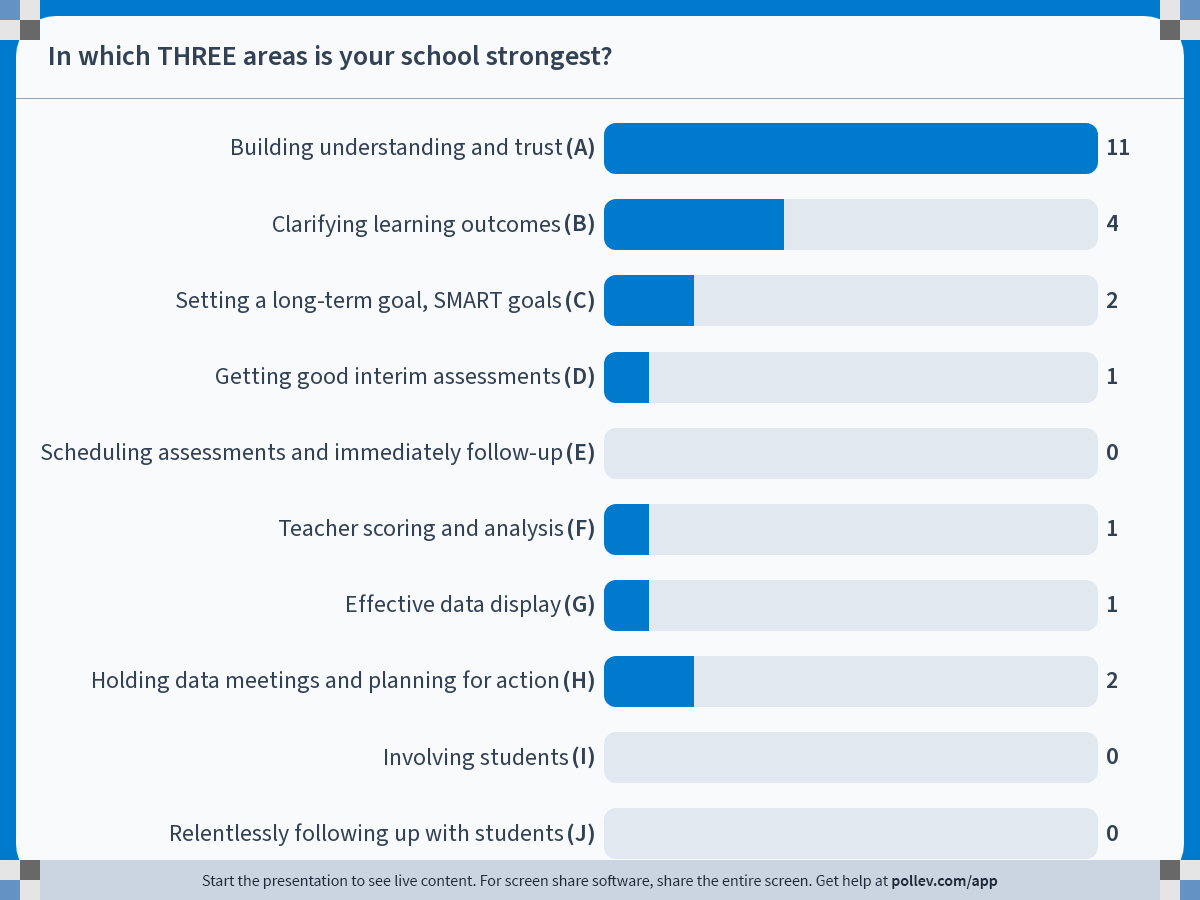 In which THREE areas is your school strongest?
Building understanding and trust (A) 11
Clarifying learning outcomes (B) 4
Setting a long-term goal, SMART goals (C) 2
Getting good interim assessments (D) 1
Scheduling assessments and immediately follow-up (E) 0
Teacher scoring and analysis (F) 1
Effective data display (G) 1
Holding data meetings and planning for action (H) 2
Involving students (I) 0
Relentlessly following up with students (J) 0
Start the presentation to see live content. For screen share software, share the entire screen. Get help at pollev.com/app